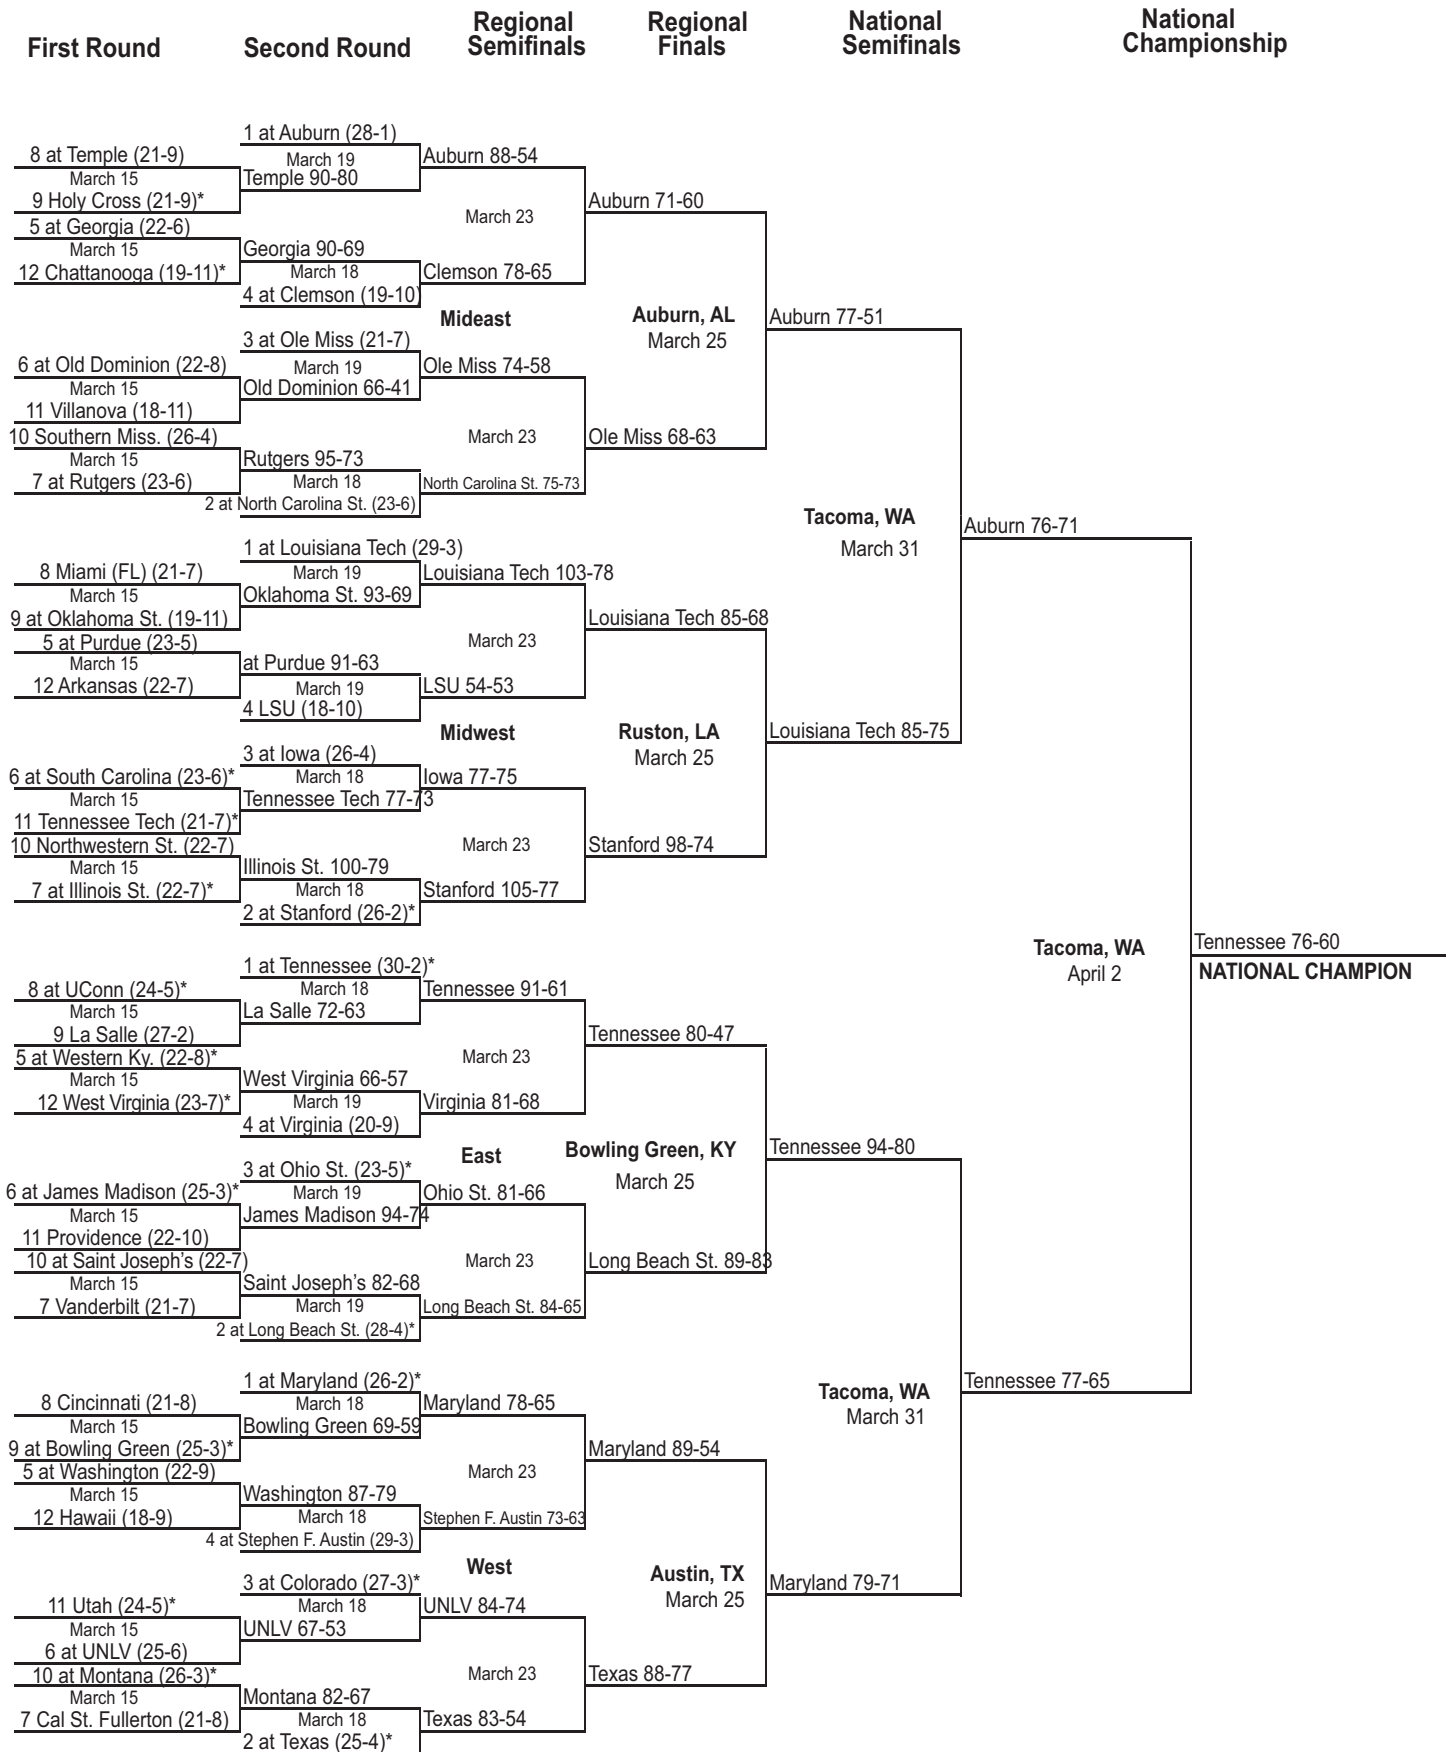 First Round
Second Round
Regional
Semifinals
Regional
Finals
National
Semifinals
National
Championship
8 at Temple (21-9)
March 15
9 Holy Cross (21-9)*
5 at Georgia (22-6)
March 15
12 Chattanooga (19-11)*
1 at Auburn (28-1)
March 19
Temple 90-80
Georgia 90-69
March 18
4 at Clemson (19-10)
Auburn 88-54
March 23
Clemson 78-65
Auburn 71-60
Mideast
6 at Old Dominion (22-8)
March 15
11 Villanova (18-11)
10 Southern Miss. (26-4)
March 15
7 at Rutgers (23-6)
3 at Ole Miss (21-7)
March 19
Old Dominion 66-41
Rutgers 95-73
March 18
2 at North Carolina St. (23-6)
Ole Miss 74-58
March 23
North Carolina St. 75-73
Ole Miss 68-63
Auburn, AL
March 25
Auburn 77-51
8 Miami (FL) (21-7)
March 15
9 at Oklahoma St. (19-11)
5 at Purdue (23-5)
March 15
12 Arkansas (22-7)
1 at Louisiana Tech (29-3)
March 19
Oklahoma St. 93-69
at Purdue 91-63
March 19
4 LSU (18-10)
Louisiana Tech 103-78
March 23
LSU 54-53
Louisiana Tech 85-68
Midwest
6 at South Carolina (23-6)*
March 15
11 Tennessee Tech (21-7)*
10 Northwestern St. (22-7)
March 15
7 at Illinois St. (22-7)*
3 at Iowa (26-4)
March 18
Tennessee Tech 77-73
Illinois St. 100-79
March 18
2 at Stanford (26-2)*
Iowa 77-75
March 23
Stanford 105-77
Stanford 98-74
Ruston, LA
March 25
Louisiana Tech 85-75
Tacoma, WA
March 31
Auburn 76-71
8 at UConn (24-5)*
March 15
9 La Salle (27-2)
5 at Western Ky. (22-8)*
March 15
12 West Virginia (23-7)*
1 at Tennessee (30-2)*
March 18
La Salle 72-63
West Virginia 66-57
March 19
4 at Virginia (20-9)
Tennessee 91-61
March 23
Virginia 81-68
Tennessee 80-47
East
6 at James Madison (25-3)*
March 15
11 Providence (22-10)
10 at Saint Joseph's (22-7)
March 15
7 Vanderbilt (21-7)
3 at Ohio St. (23-5)*
March 19
James Madison 94-74
Saint Joseph's 82-68
March 19
2 at Long Beach St. (28-4)*
Ohio St. 81-66
March 23
Long Beach St. 84-65
Long Beach St. 89-83
Bowling Green, KY
March 25
Tennessee 94-80
8 Cincinnati (21-8)
March 15
9 at Bowling Green (25-3)*
5 at Washington (22-9)
March 15
12 Hawaii (18-9)
1 at Maryland (26-2)*
March 18
Bowling Green 69-59
Washington 87-79
March 18
4 at Stephen F. Austin (29-3)
Maryland 78-65
March 23
Stephen F. Austin 73-63
Maryland 89-54
West
11 Utah (24-5)*
March 15
6 at UNLV (25-6)
10 at Montana (26-3)*
March 15
7 Cal St. Fullerton (21-8)
3 at Colorado (27-3)*
March 18
UNLV 67-53
Montana 82-67
March 18
2 at Texas (25-4)*
UNLV 84-74
March 23
Texas 83-54
Texas 88-77
Austin, TX
March 25
Maryland 79-71
Tacoma, WA
March 31
Tennessee 77-65
Tacoma, WA
April 2
Tennessee 76-60
NATIONAL CHAMPION